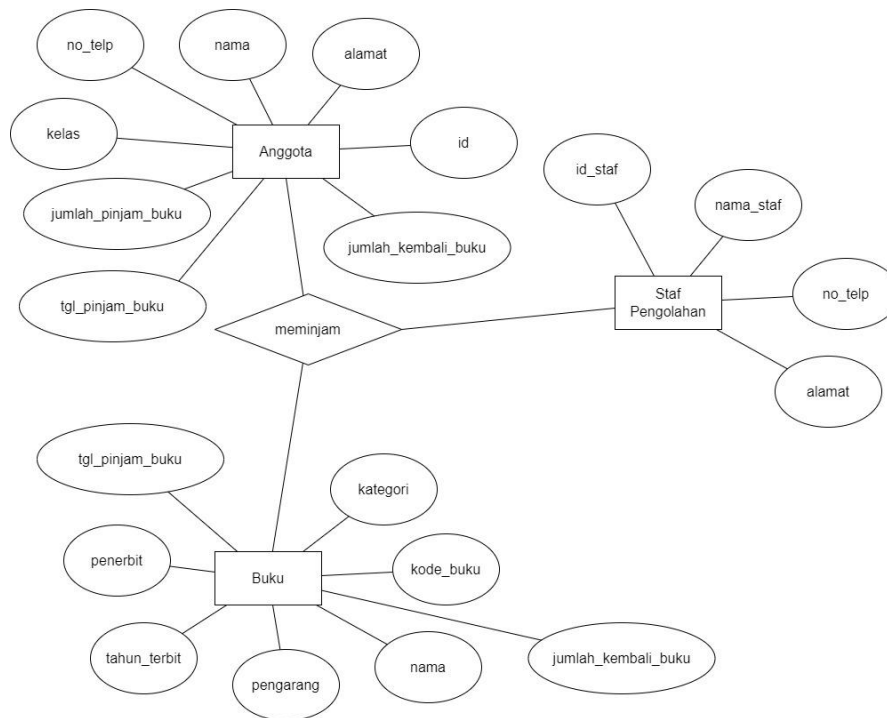 no_telp
nama
alamat
kelas
Anggota
id
id_staf
jumlah_pinjam_buku
nama_staf
jumlah_kembali_buku
tgl_pinjam_buku
Staf
Pengolahan
no_telp
meminjam
alamat
tgl_pinjam_buku
kategori
penerbit
Buku
kode_buku
tahun_terbit
pengarang
nama
jumlah_kembali_buku